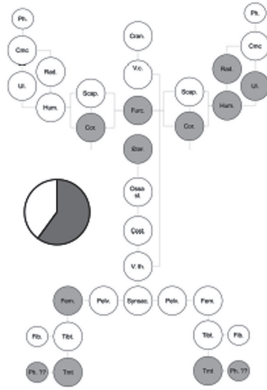 Ph.
Ph.
Cran.
Cmc
Cmc
Rad.
V.c.
Rad.
Ul.
Scap.
Scap.
Ul.
Hum.
Furc.
Hum.
Cor.
Cor.
Ster.
Ossa
st.
Cost.
V. th.
Fem.
Pelv.
Synsac.
Pelv.
Fem.
Fib.
Tibt.
Tibt.
Fib.
Ph. ??
Tmt
Tmt
Ph. ??